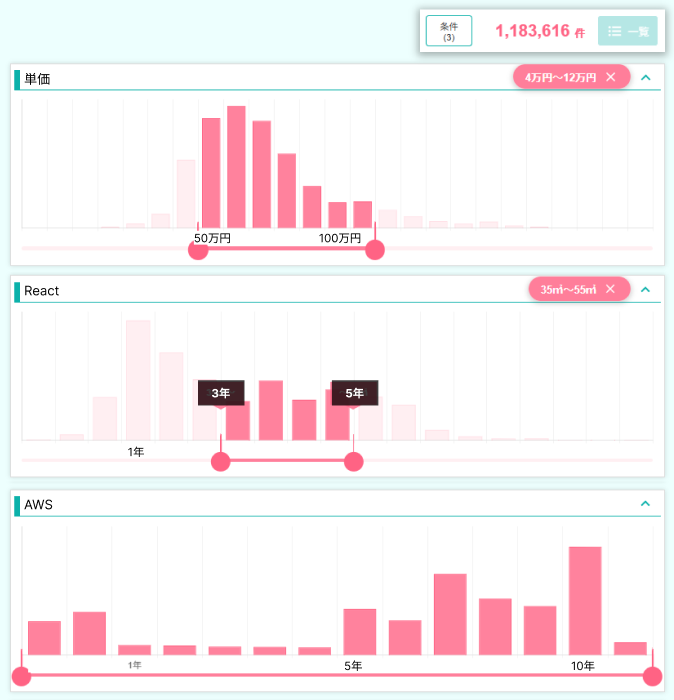 条件
(3)
1,183,616 件
一覧
単価
4万円～12万円 ×
50万円
100万円
React
35㎡～55㎡ ×
3年
5年
1年
AWS
1年
5年
10年